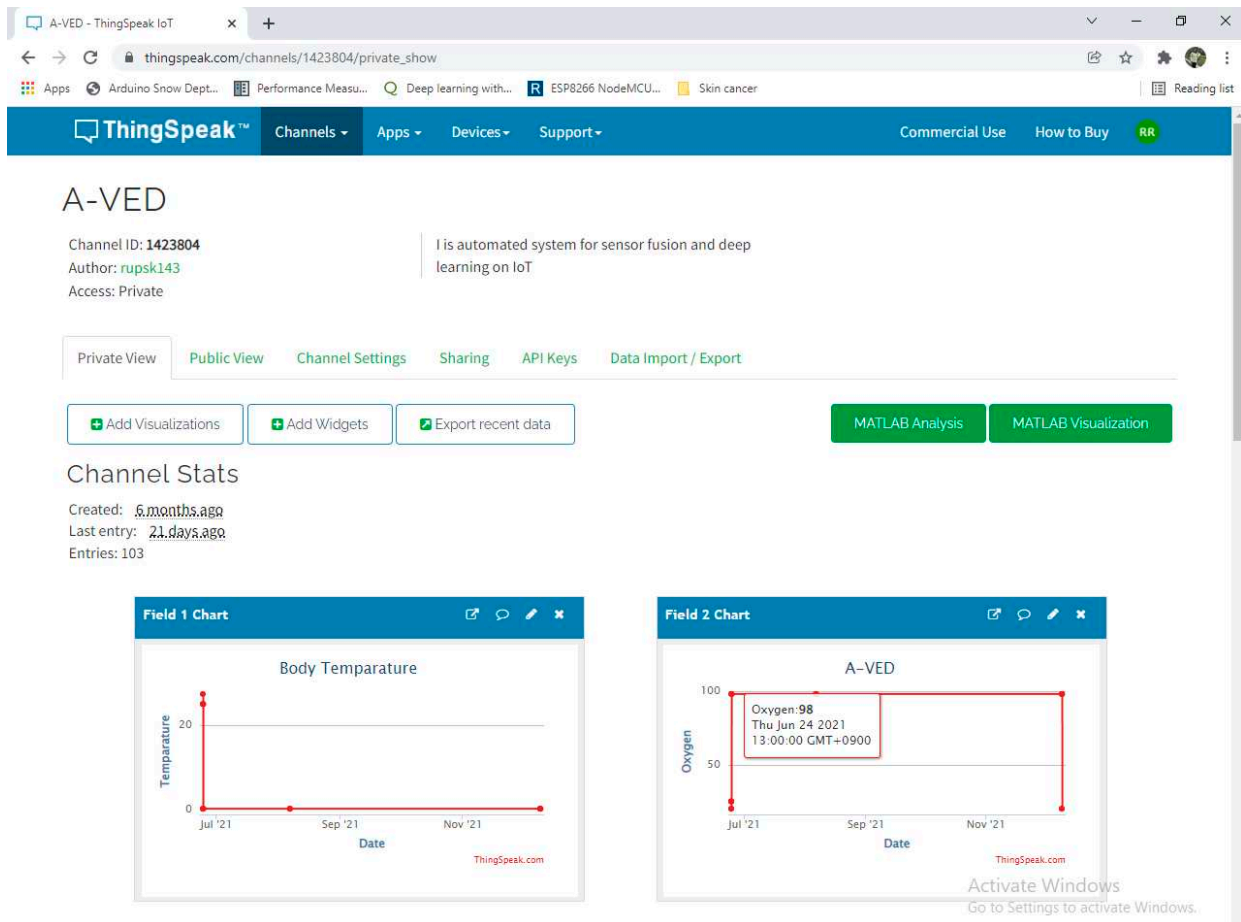 A-VED - ThingSpeak IoT
thingspeak.com/channels/1423804/private_show
Apps Arduino Snow Dept... Performance Measu... Deep learning with... ESP8266 NodeMCU... Skin cancer Reading list
ThingSpeak™ Channels Apps Devices Support Commercial Use How to Buy RR
A-VED
Channel ID: 1423804
Author: rupsk143
Access: Private
I is automated system for sensor fusion and deep
learning on IoT
Private View Public View Channel Settings Sharing API Keys Data Import / Export
Add Visualizations Add Widgets Export recent data MATLAB Analysis MATLAB Visualization
Channel Stats
Created: 6 months ago
Last entry: 21 days ago
Entries: 103
Field 1 Chart
Body Temparature
Temparature
20
0
Jul '21 Sep '21 Nov '21
Date
ThingSpeak.com
Field 2 Chart
A-VED
Oxygen
100
50
Oxygen:98
Thu Jun 24 2021
13:00:00 GMT+0900
Jul '21 Sep '21 Nov '21
Date
ThingSpeak.com
Activate Windows
Go to Settings to activate Windows.